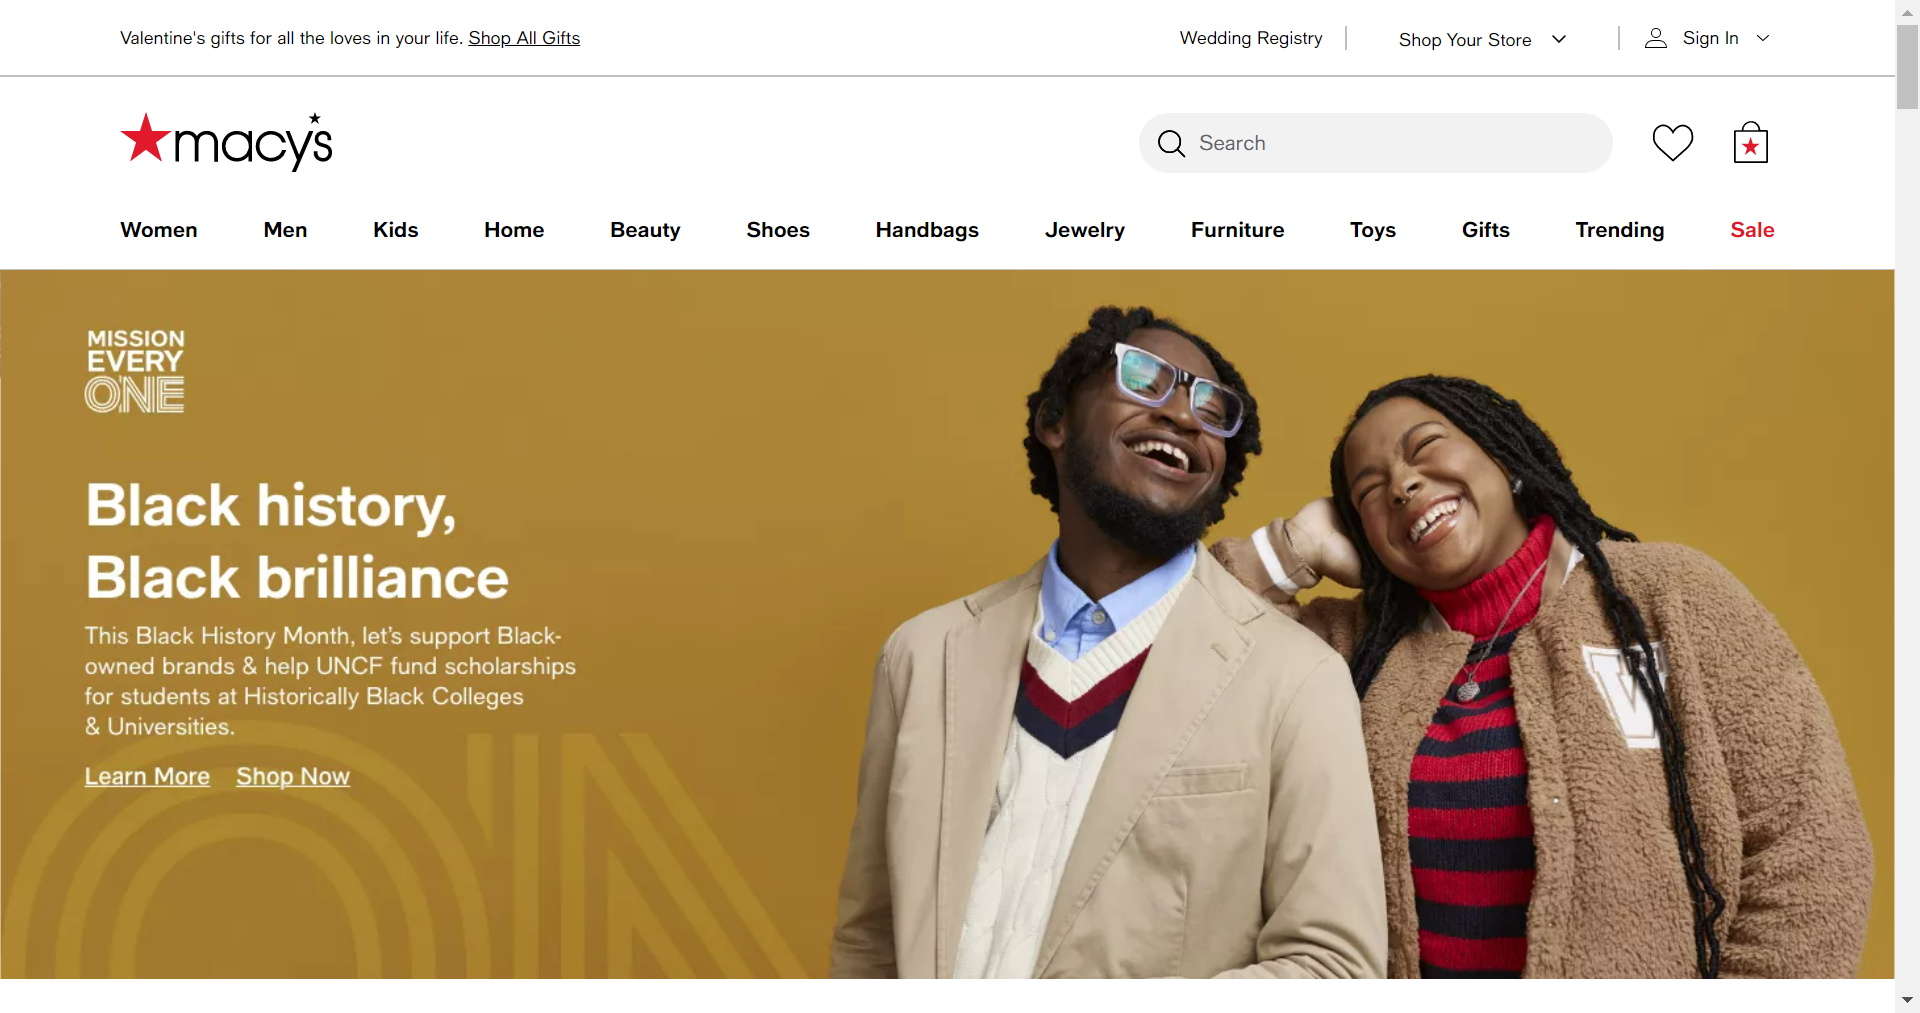 Valentine's gifts for all the loves in your life. Shop All Gifts
Wedding Registry
Shop Your Store
Sign In
macy's
Search
Women
Men
Kids
Home
Beauty
Shoes
Handbags
Jewelry
Furniture
Toys
Gifts
Trending
Sale
MISSION
EVERY
ONE
Black history,
Black brilliance
This Black History Month, let’s support Black-
owned brands & help UNCF fund scholarships
for students at Historically Black Colleges
& Universities.
Learn More
Shop Now
W